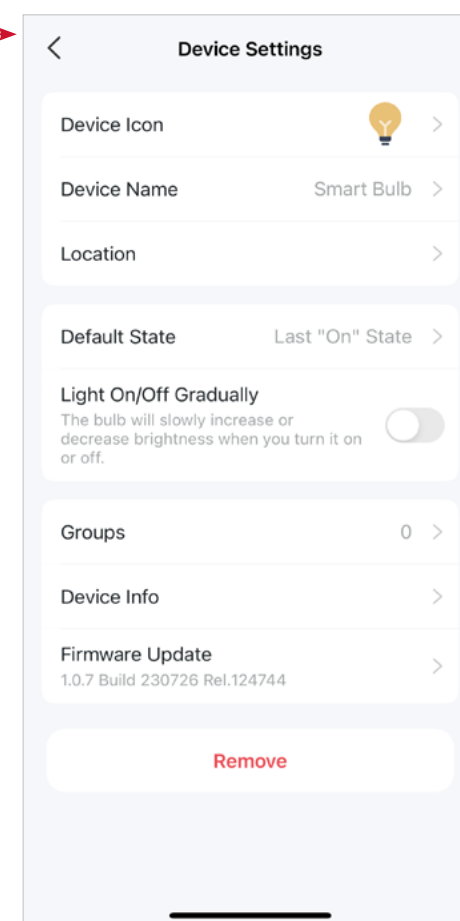 Device Settings
Device Icon
Device Name Smart Bulb
Location
Default State Last "On" State
Light On/Off Gradually
The bulb will slowly increase or
decrease brightness when you turn it on
or off.
Groups 0
Device Info
Firmware Update
1.0.7 Build 230726 Rel.124744
Remove